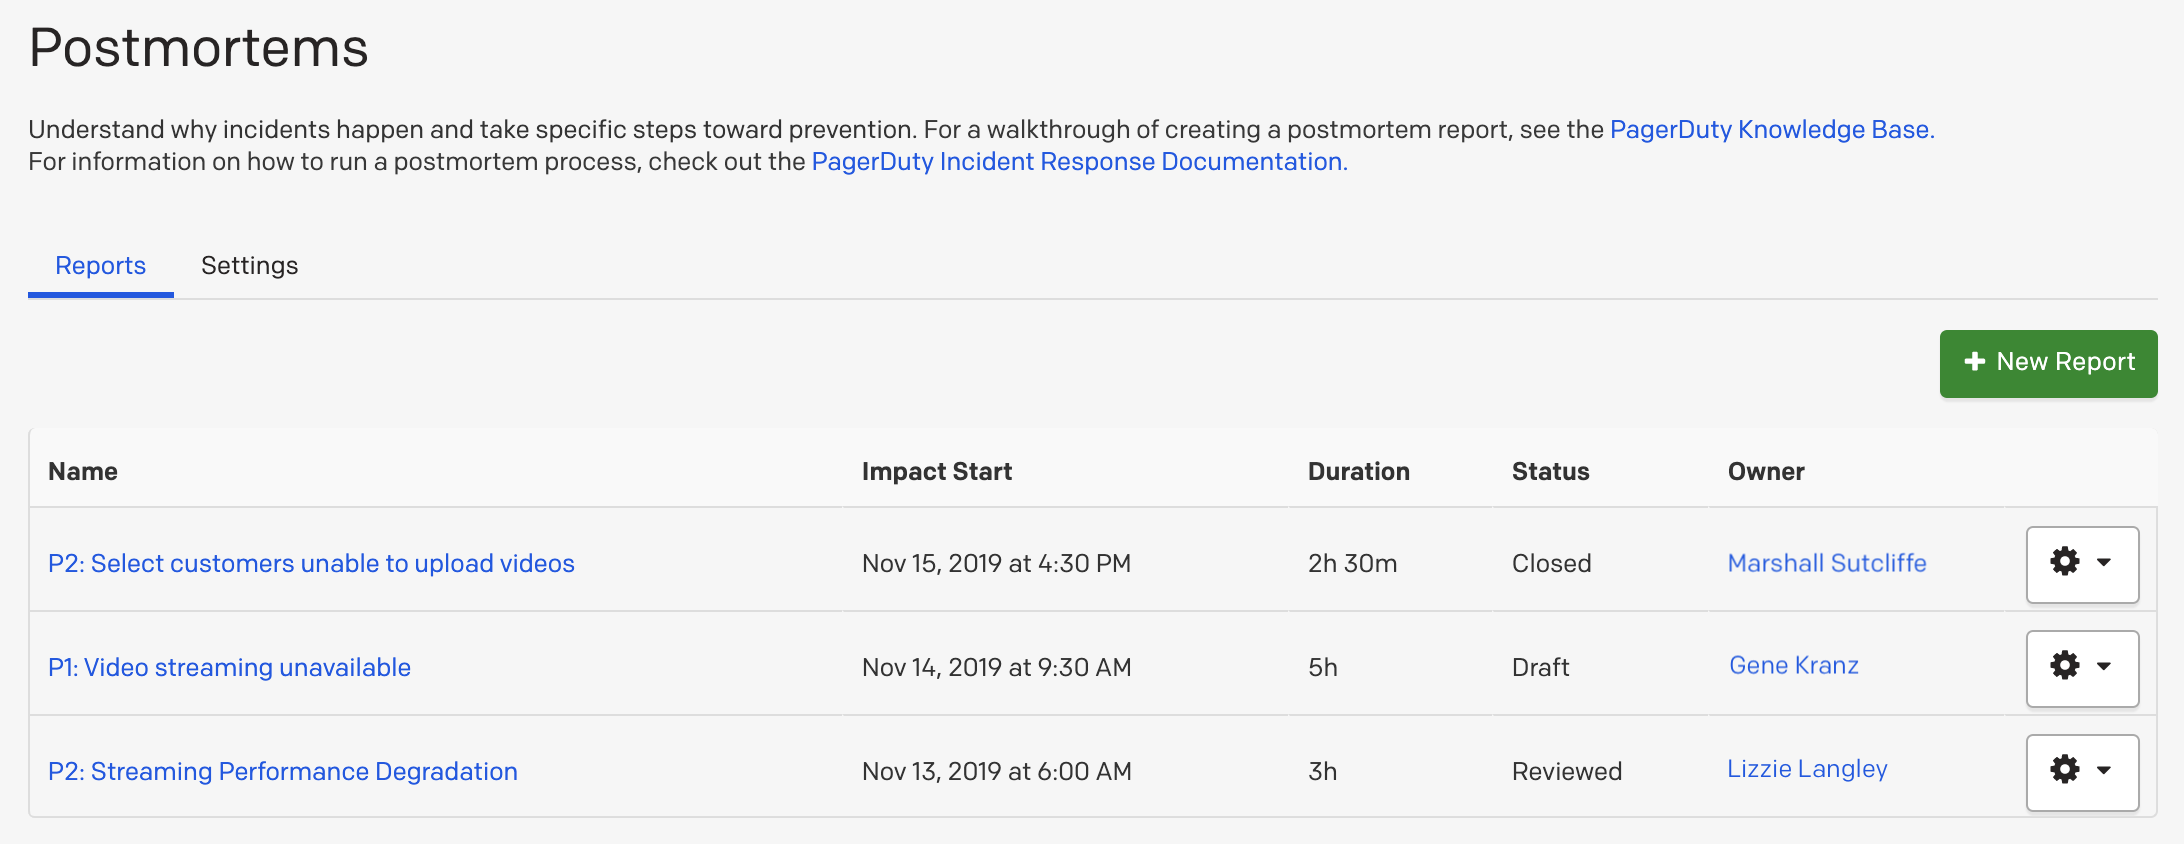 Postmortems
Understand why incidents happen and take specific steps toward prevention. For a walkthrough of creating a postmortem report, see the PagerDuty Knowledge Base.
For information on how to run a postmortem process, check out the PagerDuty Incident Response Documentation.
Reports Settings
New Report
Name Impact Start Duration Status Owner
P2: Select customers unable to upload videos Nov 15, 2019 at 4:30 PM 2h 30m Closed Marshall Sutcliffe
P1: Video streaming unavailable Nov 14, 2019 at 9:30 AM 5h Draft Gene Kranz
P2: Streaming Performance Degradation Nov 13, 2019 at 6:00 AM 3h Reviewed Lizzie Langley